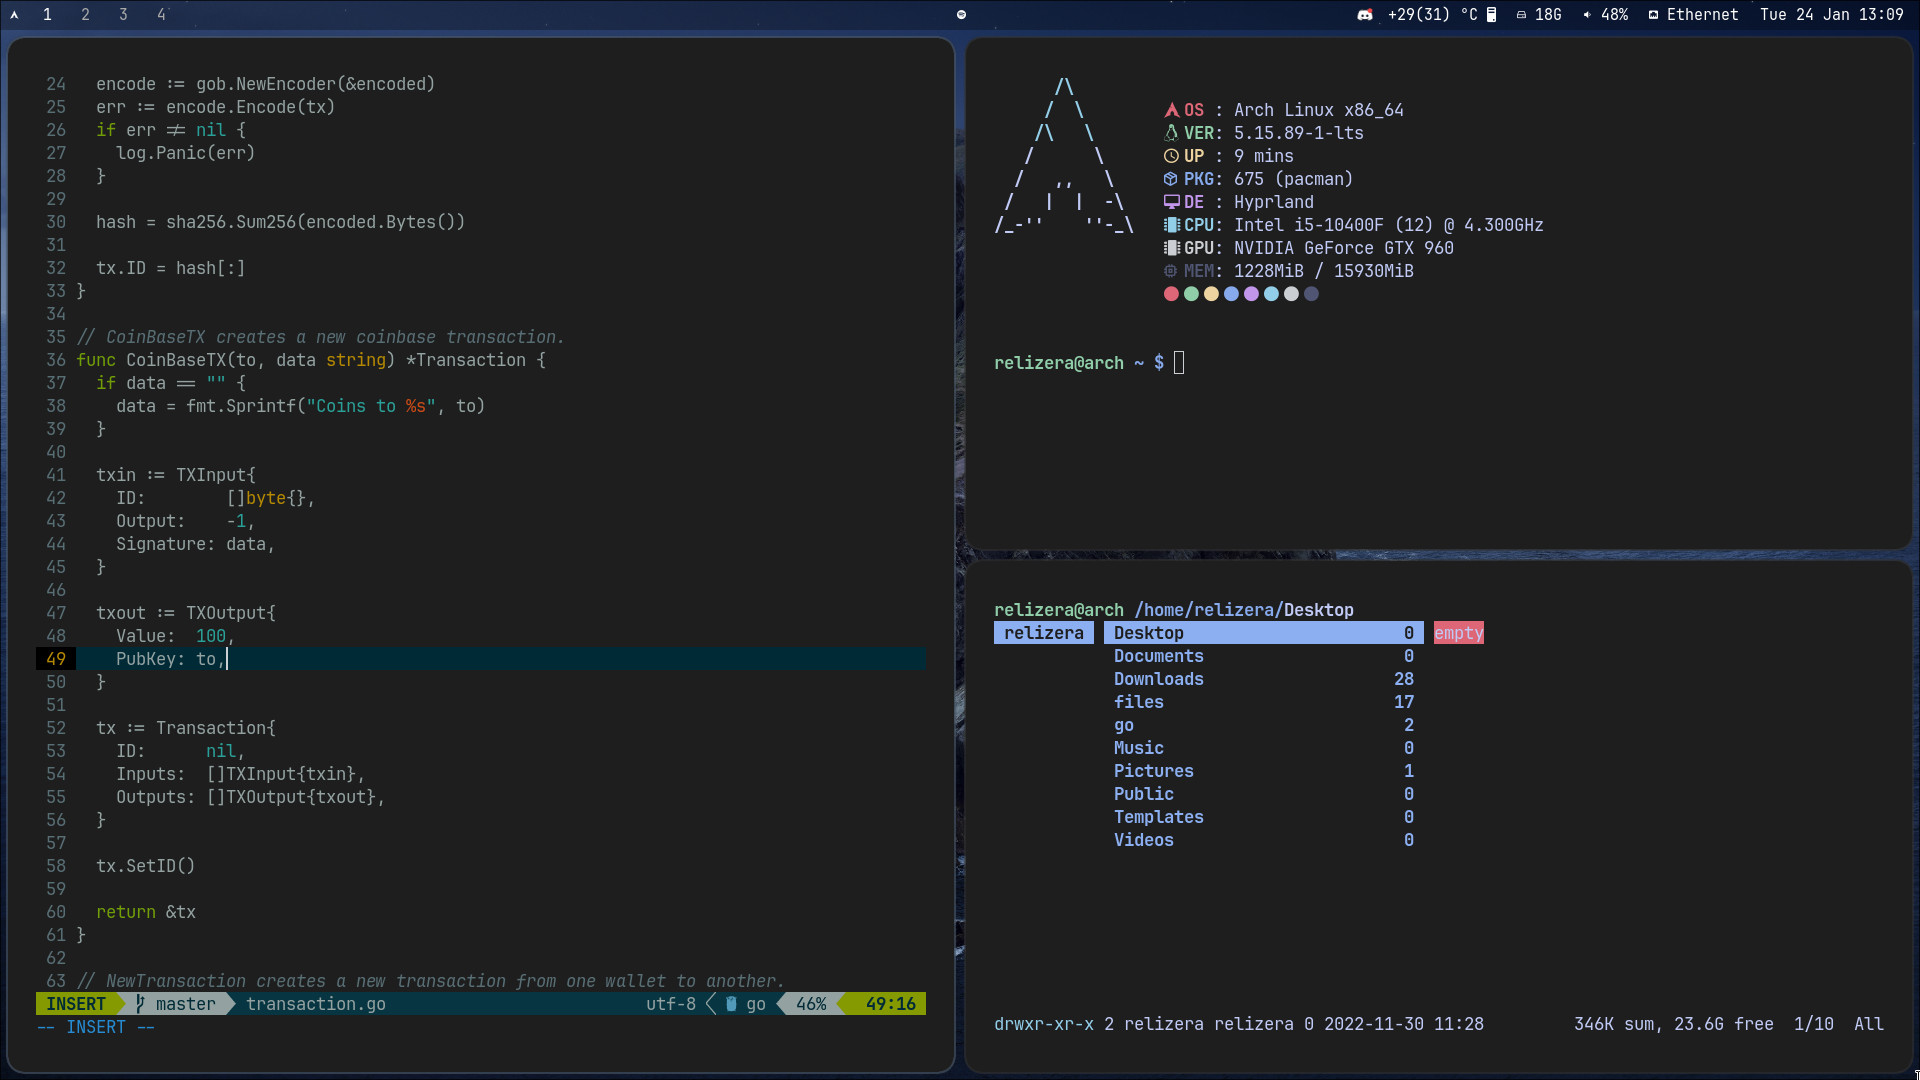 1 2 3 4
+29(31) °C 18G 48% Ethernet Tue 24 Jan 13:09
24 encode := gob.NewEncoder(&encoded)
25 err := encode.Encode(tx)
26 if err != nil {
27 log.Panic(err)
28 }
29
30 hash = sha256.Sum256(encoded.Bytes())
31
32 tx.ID = hash[:]
33 }
34
35 // CoinBaseTX creates a new coinbase transaction.
36 func CoinBaseTX(to, data string) *Transaction {
37 if data == "" {
38 data = fmt.Sprintf("Coins to %s", to)
39 }
40
41 txin := TXInput{
42 ID: []byte{},
43 Output: -1,
44 Signature: data,
45 }
46
47 txout := TXOutput{
48 Value: 100,
49 PubKey: to,
50 }
51
52 tx := Transaction{
53 ID: nil,
54 Inputs: []TXInput{txin},
55 Outputs: []TXOutput{txout},
56 }
57
58 tx.SetID()
59
60 return &tx
61 }
62
63 // NewTransaction creates a new transaction from one wallet to another.
INSERT master transaction.go utf-8 go 46% 49:16
-- INSERT --
/\
/ \
/\ \
/ \
/ ,, \
/ | | -\
/_-'' ''-_\
OS : Arch Linux x86_64
VER: 5.15.89-1-lts
UP : 9 mins
PKG: 675 (pacman)
DE : Hyprland
CPU: Intel i5-10400F (12) @ 4.300GHz
GPU: NVIDIA GeForce GTX 960
MEM: 1228MiB / 15930MiB
relizera@arch ~ $
relizera@arch /home/relizera/Desktop
relizera Desktop 0 empty
Documents 0
Downloads 28
files 17
go 2
Music 0
Pictures 1
Public 0
Templates 0
Videos 0
drwxr-xr-x 2 relizera relizera 0 2022-11-30 11:28 346K sum, 23.6G free 1/10 All